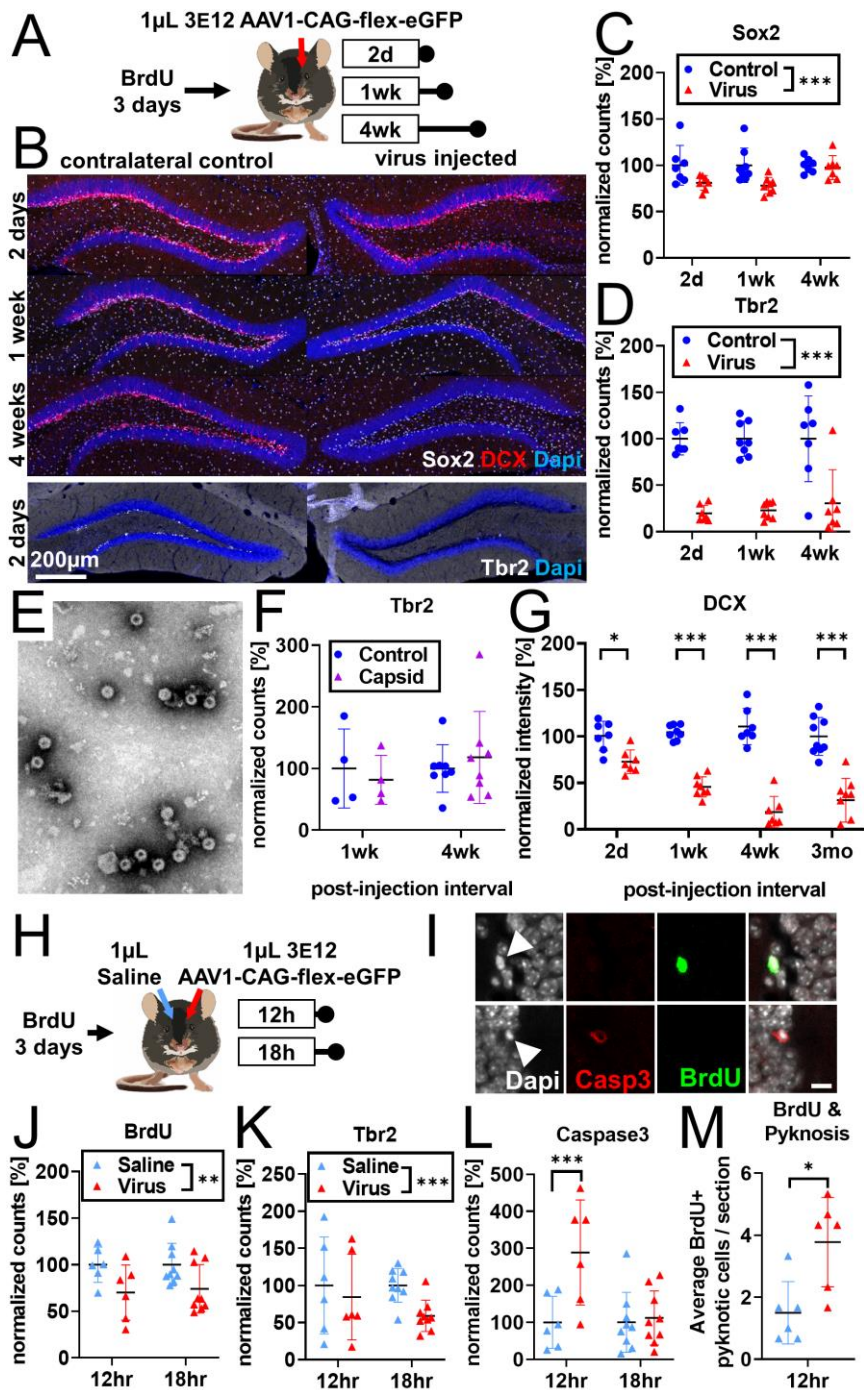 A
1µL 3E12 AAV1-CAG-flex-eGFP
BrdU
3 days
2d
1wk
4wk
B
contralateral control
virus injected
2 days
1 week
4 weeks
Sox2 DCX Dapi
2 days
200µm
Tbr2 Dapi
C
Sox2
normalized counts [%]
Control
Virus
***
200
150
100
50
0
2d 1wk 4wk
D
Tbr2
normalized counts [%]
Control
Virus
***
200
150
100
50
0
2d 1wk 4wk
E
F
Tbr2
normalized counts [%]
Control
Capsid
300
200
100
0
1wk 4wk
post-injection interval
G
DCX
normalized intensity [%]
* *** *** ***
200
150
100
50
0
2d 1wk 4wk 3mo
post-injection interval
H
1µL
Saline
1µL 3E12
AAV1-CAG-flex-eGFP
BrdU
3 days
12h
18h
I
Dapi Casp3 BrdU
J
BrdU
normalized counts [%]
Saline
Virus
**
200
150
100
50
0
12hr 18hr
K
Tbr2
normalized counts [%]
Saline
Virus
***
250
200
150
100
50
0
12hr 18hr
L
Caspase3
normalized counts [%]
***
500
400
300
200
100
0
12hr 18hr
M
BrdU &
Pyknosis
Average BrdU+
pyknotic cells / section
*
6
4
2
0
12hr